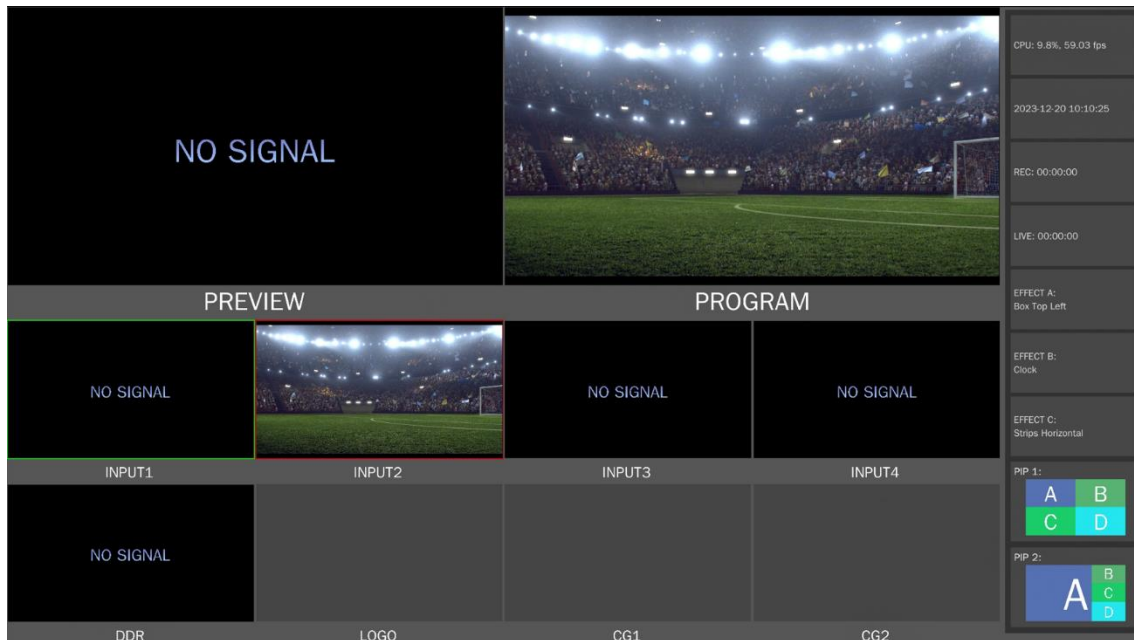 NO SIGNAL
PREVIEW
PROGRAM
NO SIGNAL
NO SIGNAL
NO SIGNAL
INPUT1
INPUT2
INPUT3
INPUT4
NO SIGNAL
DDR
LOGO
CG1
CG2
CPU: 9.8%, 59.03 fps
2023-12-20 10:10:25
REC: 00:00:00
LIVE: 00:00:00
EFFECT A:
Box Top Left
EFFECT B:
Clock
EFFECT C:
Strips Horizontal
PIP 1:
A B
C D
PIP 2:
A
B
C
D